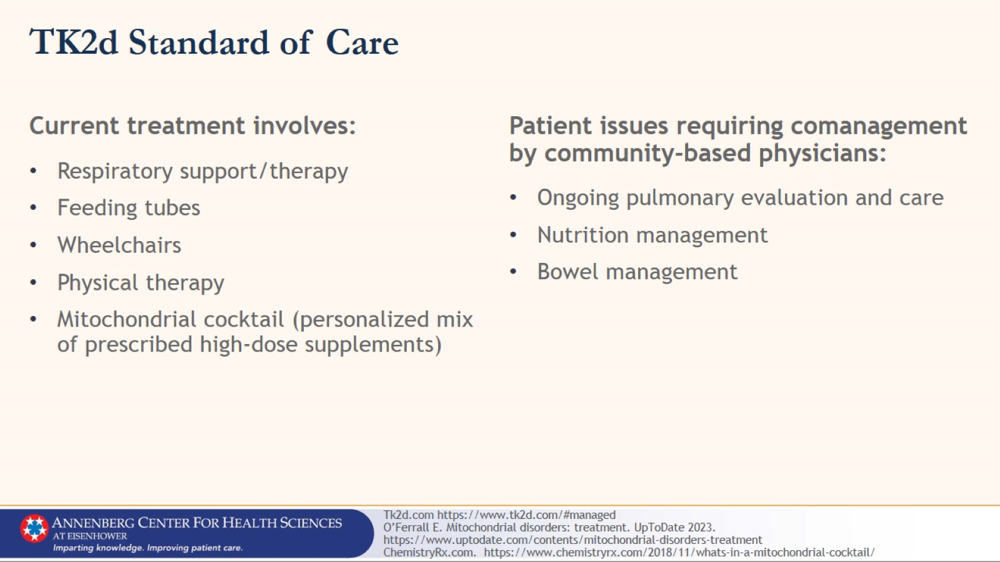 TK2d Standard of Care
Current treatment involves:
• Respiratory support/therapy
• Feeding tubes
• Wheelchairs
• Physical therapy
• Mitochondrial cocktail (personalized mix
of prescribed high-dose supplements)
Patient issues requiring comanagement
by community-based physicians:
• Ongoing pulmonary evaluation and care
• Nutrition management
• Bowel management
ANNENBERG CENTER FOR HEALTH SCIENCES
AT EISENHOWER
Imparting knowledge. Improving patient care.
Tk2d.com https://www.tk2d.com/#managed
O’Ferrall E. Mitochondrial disorders: treatment. UpToDate 2023.
https://www.uptodate.com/contents/mitochondrial-disorders-treatment
ChemistryRx.com. https://www.chemistryrx.com/2018/11/whats-in-a-mitochondrial-cocktail/